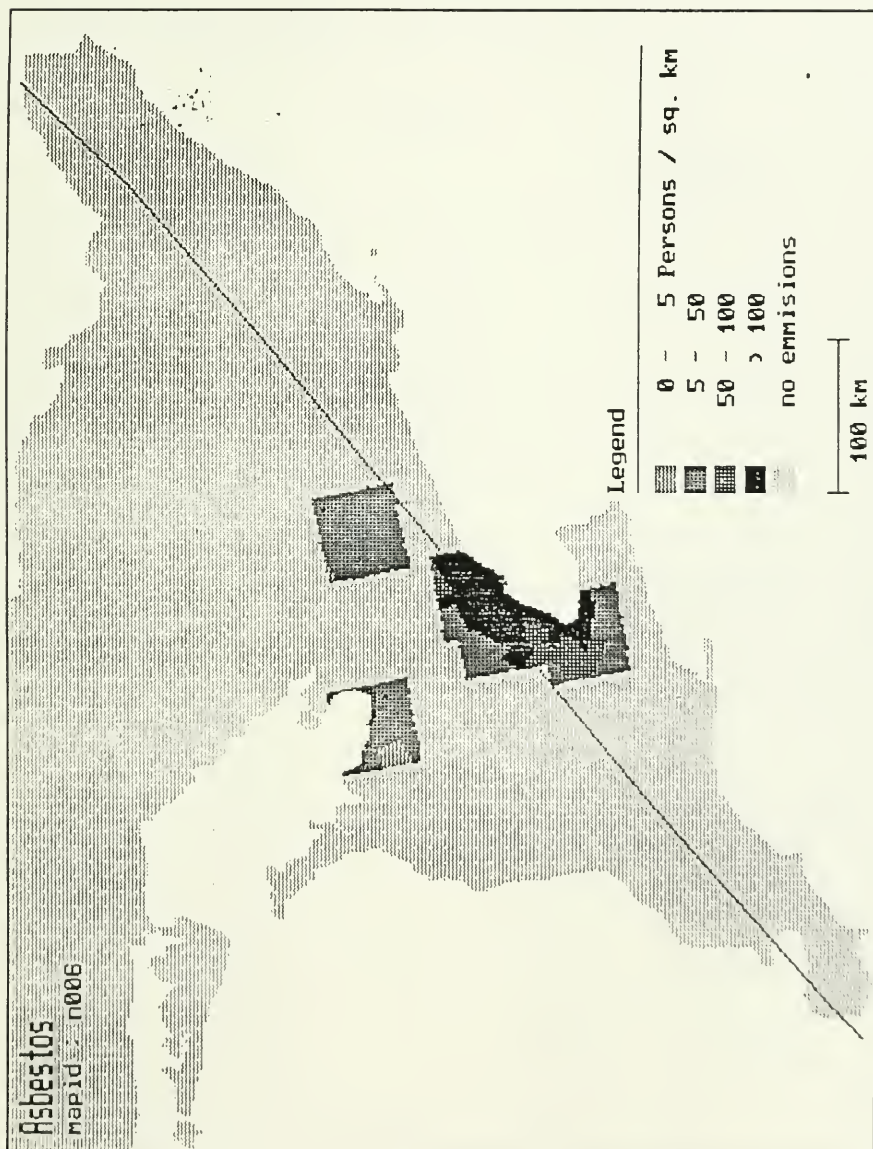 Asbestos
mapid : n006
Legend
0 - 5 Persons / sq. km
5 - 50
50 - 100
> 100
no emmisions
100 km